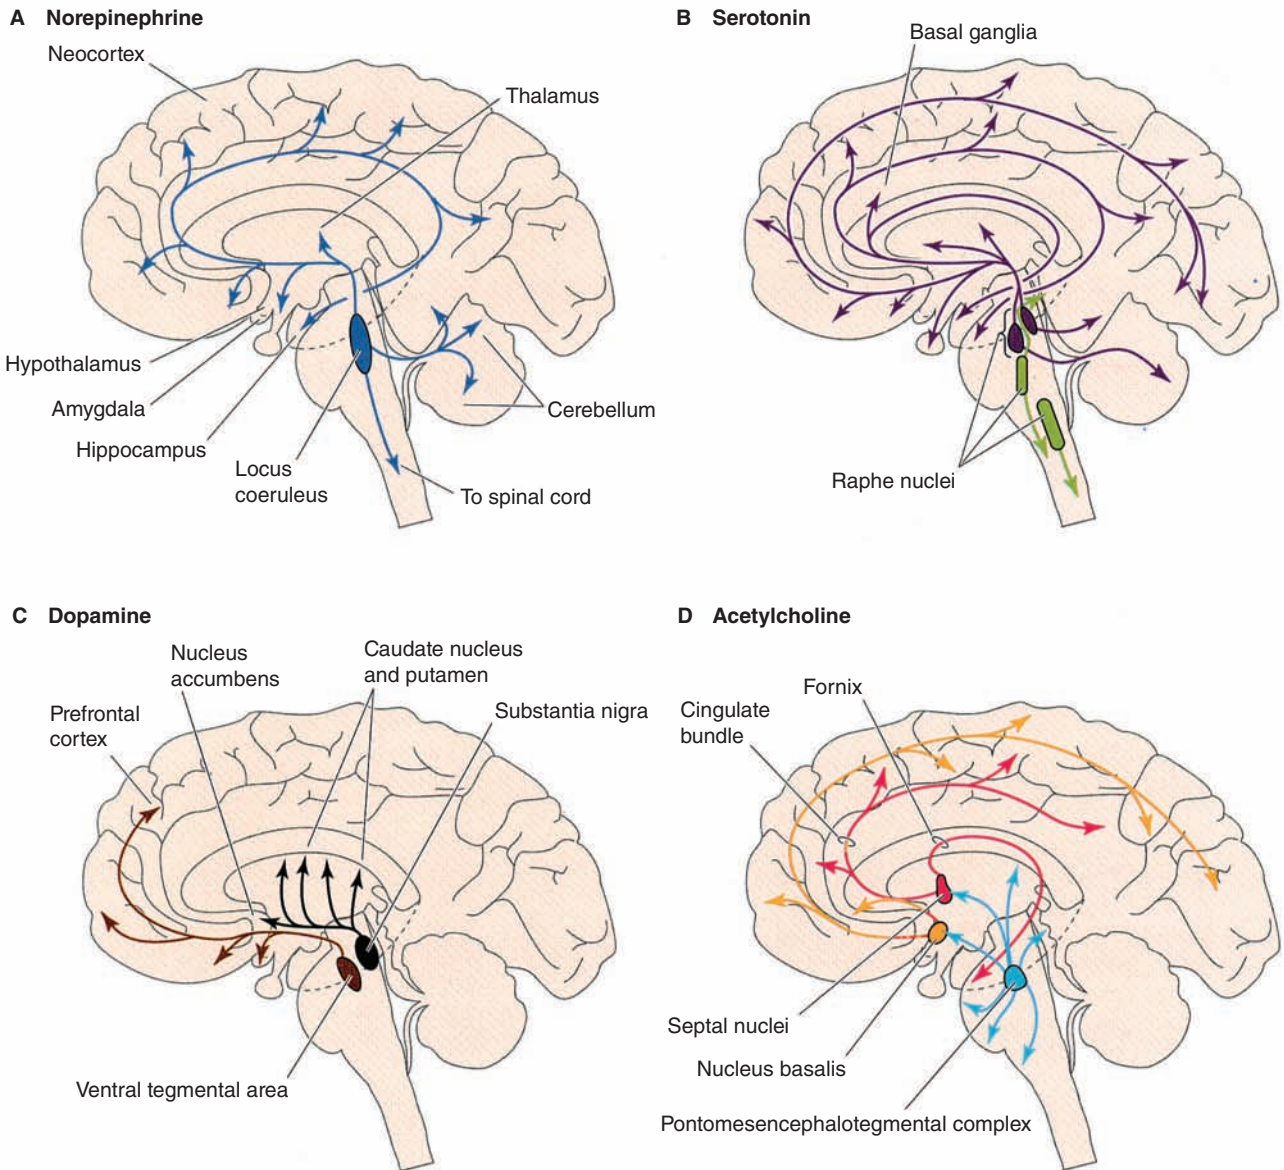 A Norepinephrine
Neocortex
Thalamus
Hypothalamus
Amygdala
Hippocampus
Locus
coeruleus
Cerebellum
To spinal cord
B Serotonin
Basal ganglia
Raphe nuclei
C Dopamine
Nucleus
accumbens
Caudate nucleus
and putamen
Prefrontal
cortex
Substantia nigra
Ventral tegmental area
D Acetylcholine
Fornix
Cingulate
bundle
Septal nuclei
Nucleus basalis
Pontomesencephalotegmental complex